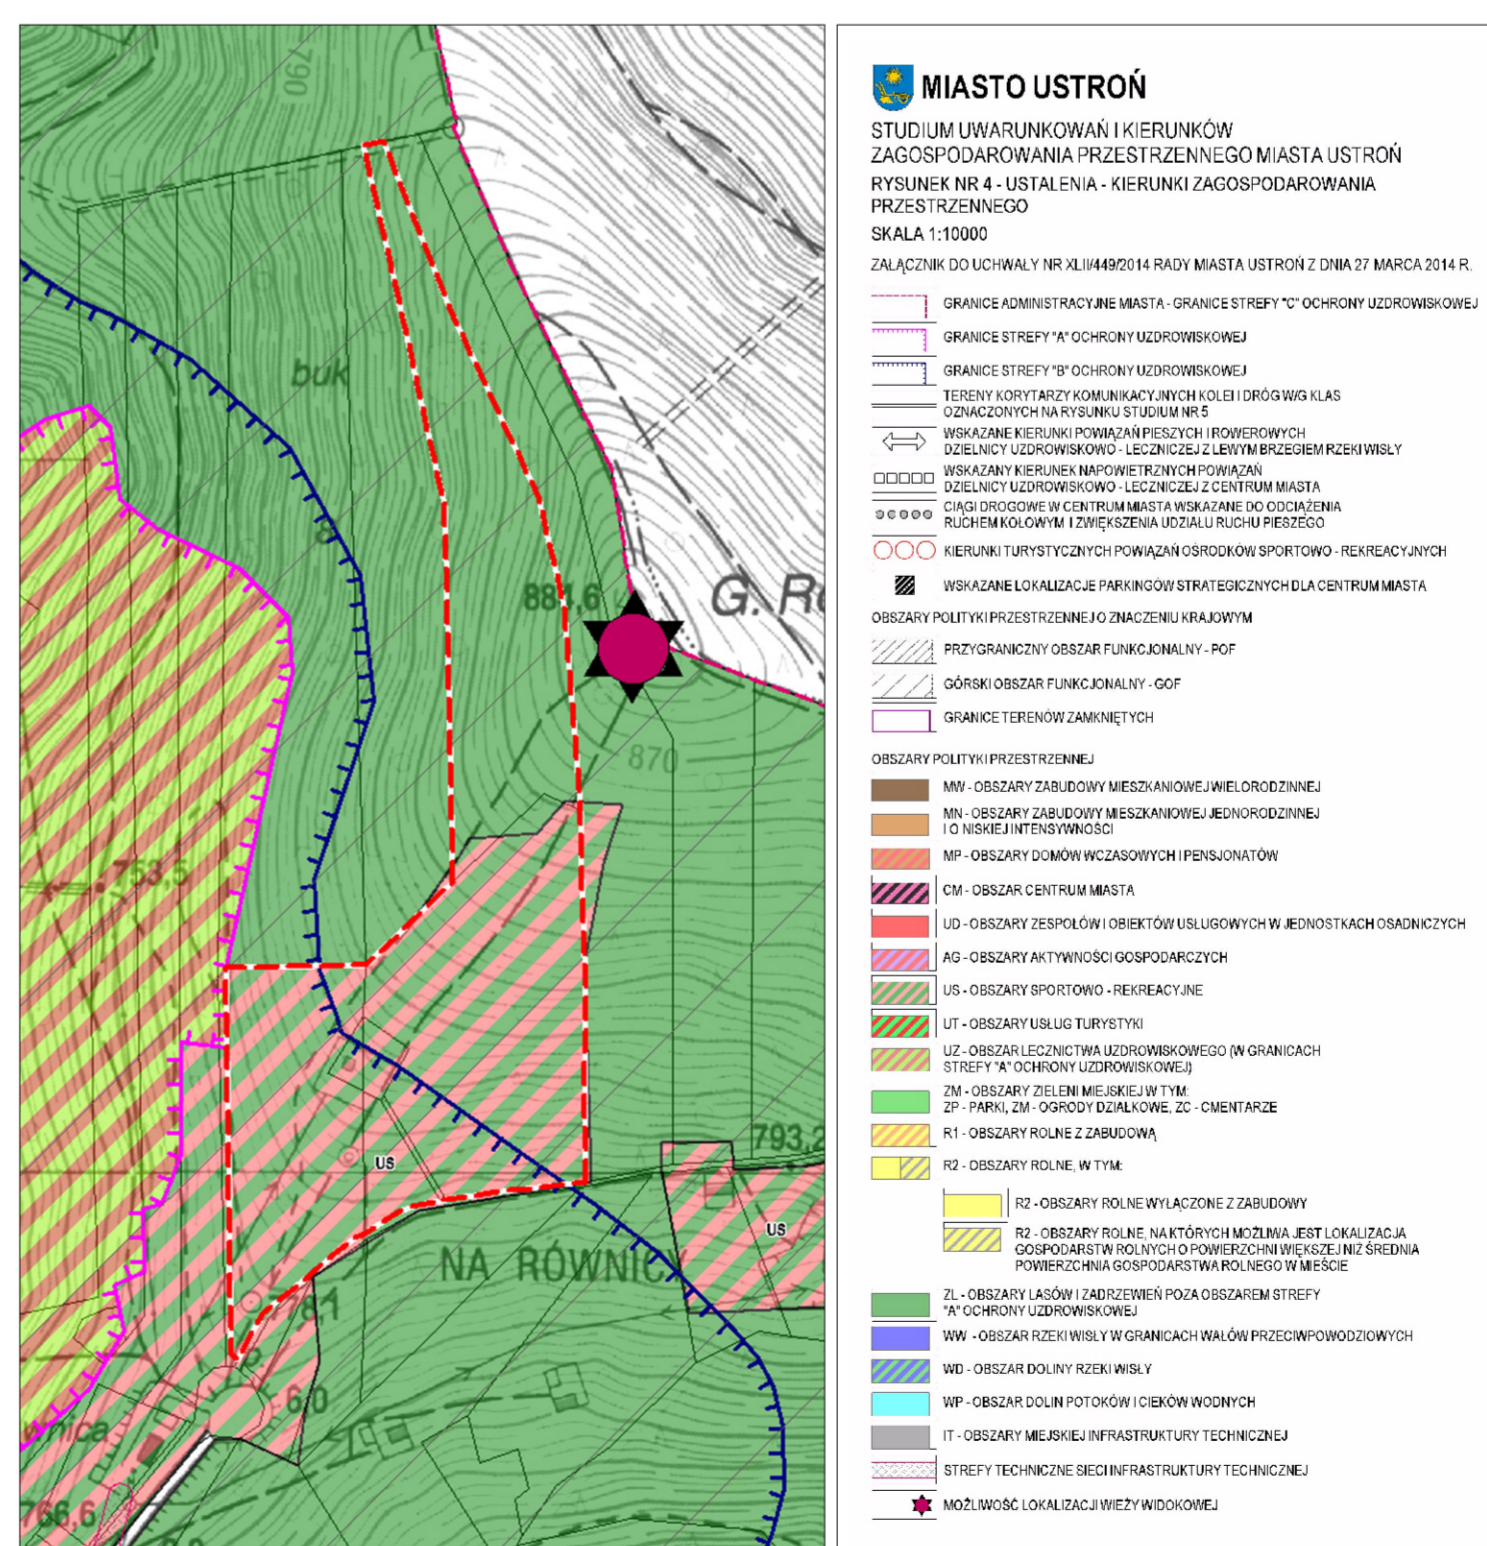 790
buk
8
884,6
G. R
870
753,5
793,2
US
US
NA RÓWNIC
6,0
wnica
766,6
MIASTO USTROŃ
STUDIUM UWARUNKOWAŃ I KIERUNKÓW
ZAGOSPODAROWANIA PRZESTRZENNEGO MIASTA USTROŃ
RYSUNEK NR 4 - USTALENIA - KIERUNKI ZAGOSPODAROWANIA
PRZESTRZENNEGO
SKALA 1:10000
ZAŁĄCZNIK DO UCHWAŁY NR XLII/449/2014 RADY MIASTA USTROŃ Z DNIA 27 MARCA 2014 R.
GRANICE ADMINISTRACYJNE MIASTA - GRANICE STREFY "C" OCHRONY UZDROWISKOWEJ
GRANICE STREFY "A" OCHRONY UZDROWISKOWEJ
GRANICE STREFY "B" OCHRONY UZDROWISKOWEJ
TERENY KORYTARZY KOMUNIKACYJNYCH KOLEI I DRÓG W/G KLAS
OZNACZONYCH NA RYSUNKU STUDIUM NR 5
WSKAZANE KIERUNKI POWIĄZAŃ PIESZYCH I ROWEROWYCH
DZIELNICY UZDROWISKOWO - LECZNICZEJ Z LEWYM BRZEGIEM RZEKI WISŁY
WSKAZANY KIERUNEK NAPOWIETRZNYCH POWIĄZAŃ
DZIELNICY UZDROWISKOWO - LECZNICZEJ Z CENTRUM MIASTA
CIĄGI DROGOWE W CENTRUM MIASTA WSKAZANE DO ODCIĄŻENIA
RUCHEM KOŁOWYM I ZWIĘKSZENIA UDZIAŁU RUCHU PIESZEGO
KIERUNKI TURYSTYCZNYCH POWIĄZAŃ OŚRODKÓW SPORTOWO - REKREACYJNYCH
WSKAZANE LOKALIZACJE PARKINGÓW STRATEGICZNYCH DLA CENTRUM MIASTA
OBSZARY POLITYKI PRZESTRZENNEJ O ZNACZENIU KRAJOWYM
PRZYGRANICZNY OBSZAR FUNKCJONALNY - POF
GÓRSKI OBSZAR FUNKCJONALNY - GOF
GRANICE TERENÓW ZAMKNIĘTYCH
OBSZARY POLITYKI PRZESTRZENNEJ
MW - OBSZARY ZABUDOWY MIESZKANIOWEJ WIELORODZINNEJ
MN - OBSZARY ZABUDOWY MIESZKANIOWEJ JEDNORODZINNEJ
I O NISKIEJ INTENSYWNOŚCI
MP - OBSZARY DOMÓW WCZASOWYCH I PENSJONATÓW
CM - OBSZAR CENTRUM MIASTA
UD - OBSZARY ZESPOŁÓW I OBIEKTÓW USŁUGOWYCH W JEDNOSTKACH OSADNICZYCH
AG - OBSZARY AKTYWNOŚCI GOSPODARCZYCH
US - OBSZARY SPORTOWO - REKREACYJNE
UT - OBSZARY USŁUG TURYSTYKI
UZ - OBSZAR LECZNICTWA UZDROWISKOWEGO (W GRANICACH
STREFY "A" OCHRONY UZDROWISKOWEJ)
ZM - OBSZARY ZIELENI MIEJSKIEJ W TYM:
ZP - PARKI, ZM - OGRODY DZIAŁKOWE, ZC - CMENTARZE
R1 - OBSZARY ROLNE Z ZABUDOWĄ
R2 - OBSZARY ROLNE, W TYM:
R2 - OBSZARY ROLNE WYŁĄCZONE Z ZABUDOWY
R2 - OBSZARY ROLNE, NA KTÓRYCH MOŻLIWA JEST LOKALIZACJA
GOSPODARSTW ROLNYCH O POWIERZCHNI WIĘKSZEJ NIŻ ŚREDNIA
POWIERZCHNIA GOSPODARSTWA ROLNEGO W MIEŚCIE
ZL - OBSZARY LASÓW I ZADRZEWIEŃ POZA OBSZAREM STREFY
"A" OCHRONY UZDROWISKOWEJ
WW - OBSZAR RZEKI WISŁY W GRANICACH WAŁÓW PRZECIWPOWODZIOWYCH
WD - OBSZAR DOLINY RZEKI WISŁY
WP - OBSZAR DOLIN POTOKÓW I CIEKÓW WODNYCH
IT - OBSZARY MIEJSKIEJ INFRASTRUKTURY TECHNICZNEJ
STREFY TECHNICZNE SIECI INFRASTRUKTURY TECHNICZNEJ
MOŻLIWOŚĆ LOKALIZACJI WIEŻY WIDOKOWEJ